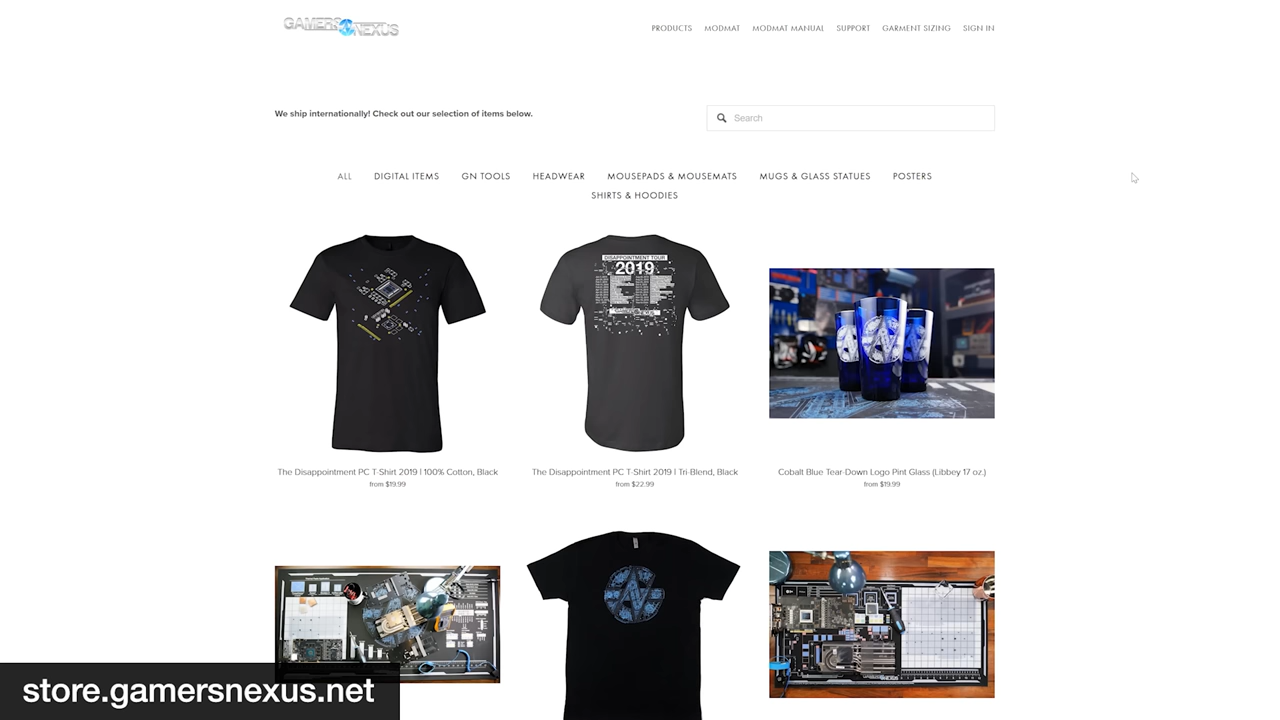 GAMERS NEXUS
PRODUCTS MODMAT MODMAT MANUAL SUPPORT GARMENT SIZING SIGN IN
We ship internationally! Check out our selection of items below.
Search
ALL DIGITAL ITEMS GN TOOLS HEADWEAR MOUSEPADS & MOUSEMATS MUGS & GLASS STATUES POSTERS
SHIRTS & HOODIES
DISAPPOINTMENT TOUR
2019
The Disappointment PC T-Shirt 2019 | 100% Cotton, Black
from $19.99
The Disappointment PC T-Shirt 2019 | Tri-Blend, Black
from $22.99
Cobalt Blue Tear-Down Logo Pint Glass (Libbey 17 oz.)
from $19.99
store.gamersnexus.net